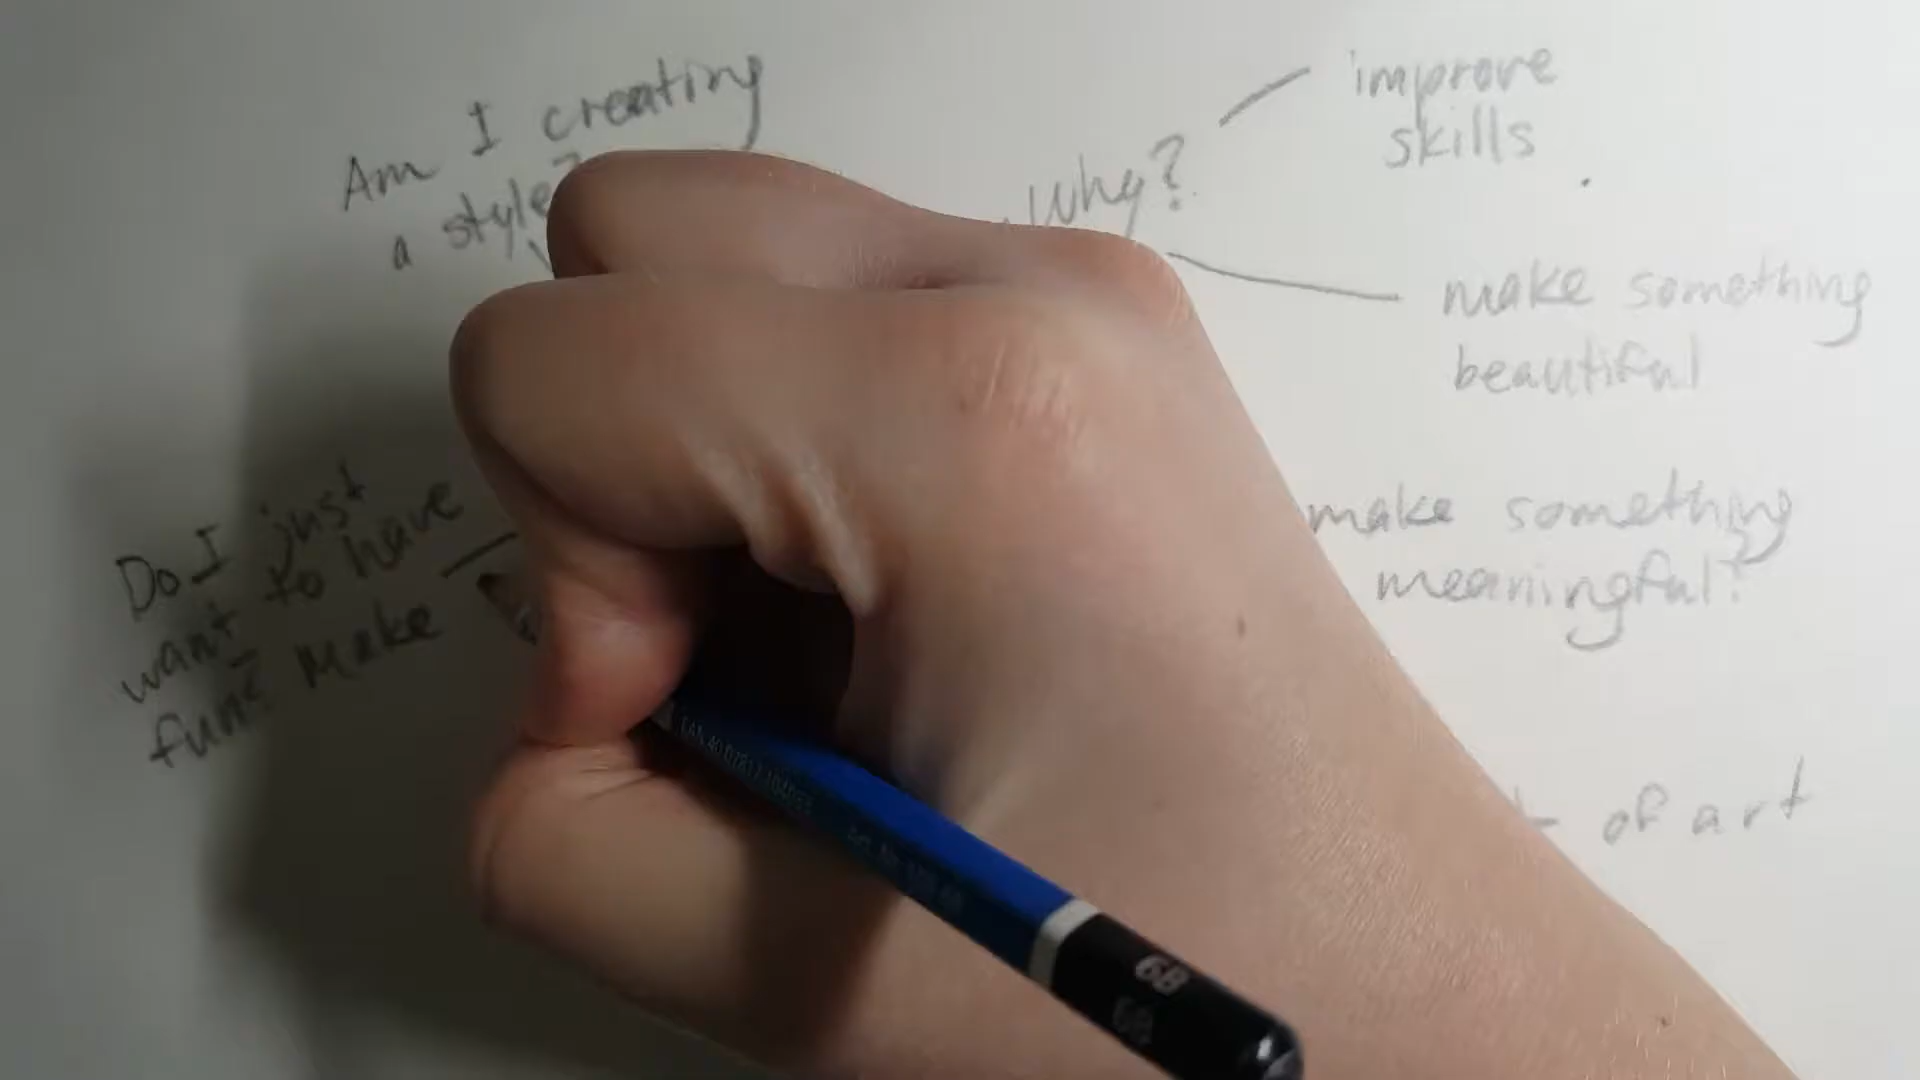 Am I creating
a style?
Why?
improve
skills
make something
beautiful
make something
meaningful?
of art
Do I just
want to have
fun? Make
6B
6B